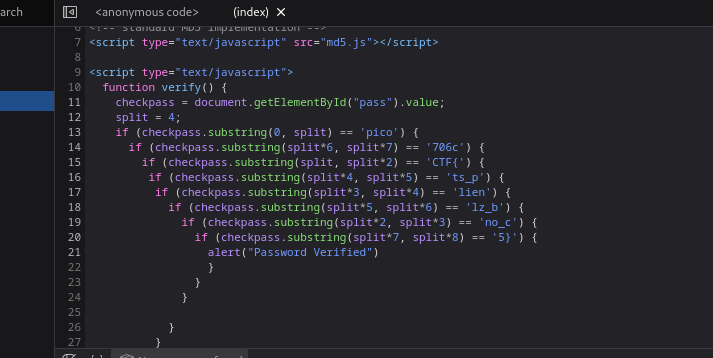 arch
<anonymous code> (index) ×
6 <!-- standard MD5 implementation -->
7 <script type="text/javascript" src="md5.js"></script>
8
9 <script type="text/javascript">
10 function verify() {
11 checkpass = document.getElementById("pass").value;
12 split = 4;
13 if (checkpass.substring(0, split) == 'pico') {
14 if (checkpass.substring(split*6, split*7) == '706c') {
15 if (checkpass.substring(split, split*2) == 'CTF{') {
16 if (checkpass.substring(split*4, split*5) == 'ts_p') {
17 if (checkpass.substring(split*3, split*4) == 'lien') {
18 if (checkpass.substring(split*5, split*6) == 'lz_b') {
19 if (checkpass.substring(split*2, split*3) == 'no_c') {
20 if (checkpass.substring(split*7, split*8) == '5}') {
21 alert("Password Verified")
22 }
23 }
24 }
25
26 }
27 }